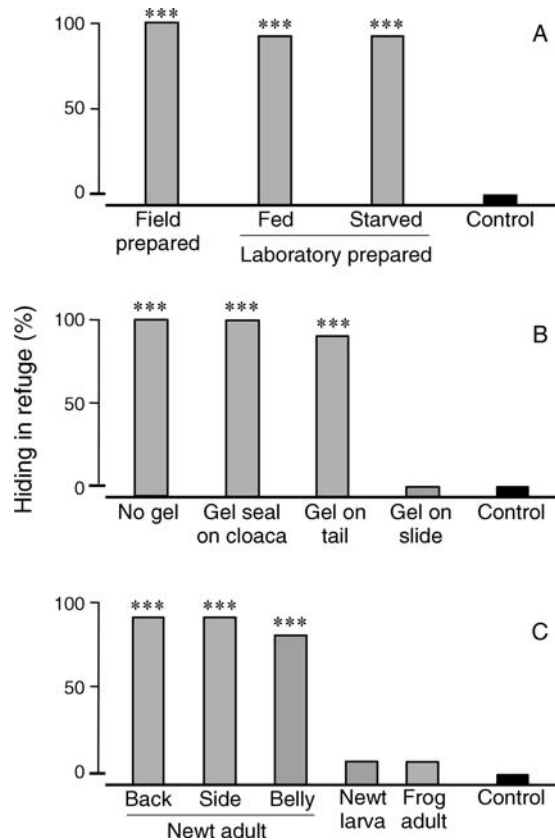 Hiding in refuge (%)
A
***
***
***
100
50
0
Field
prepared
Fed
Starved
Control
Laboratory prepared
B
***
***
***
100
50
0
No gel
Gel seal
on cloaca
Gel on
tail
Gel on
slide
Control
C
***
***
***
100
50
0
Back
Side
Belly
Newt
larva
Frog
adult
Control
Newt adult